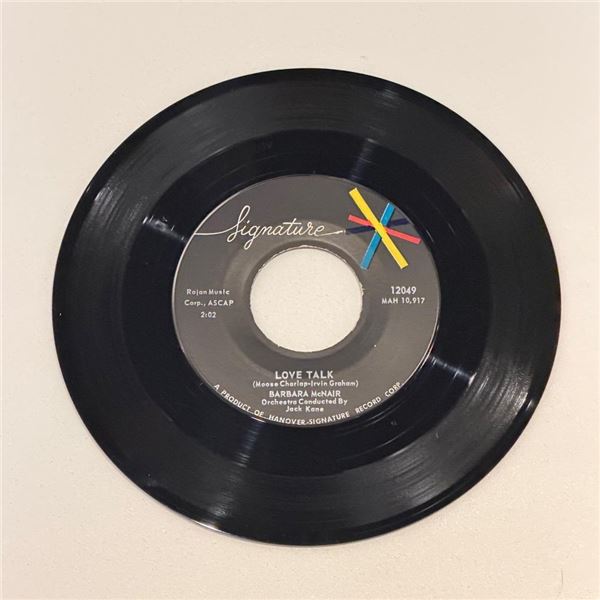 Signature
Rojan Music
Corp., ASCAP
2:02
12049
MAH 10,917
LOVE TALK
(Moose Charlap-Irvin Graham)
BARBARA McNAIR
Orchestra Conducted By
Jack Kane
A PRODUCT OF HANOVER-SIGNATURE RECORD CORP.